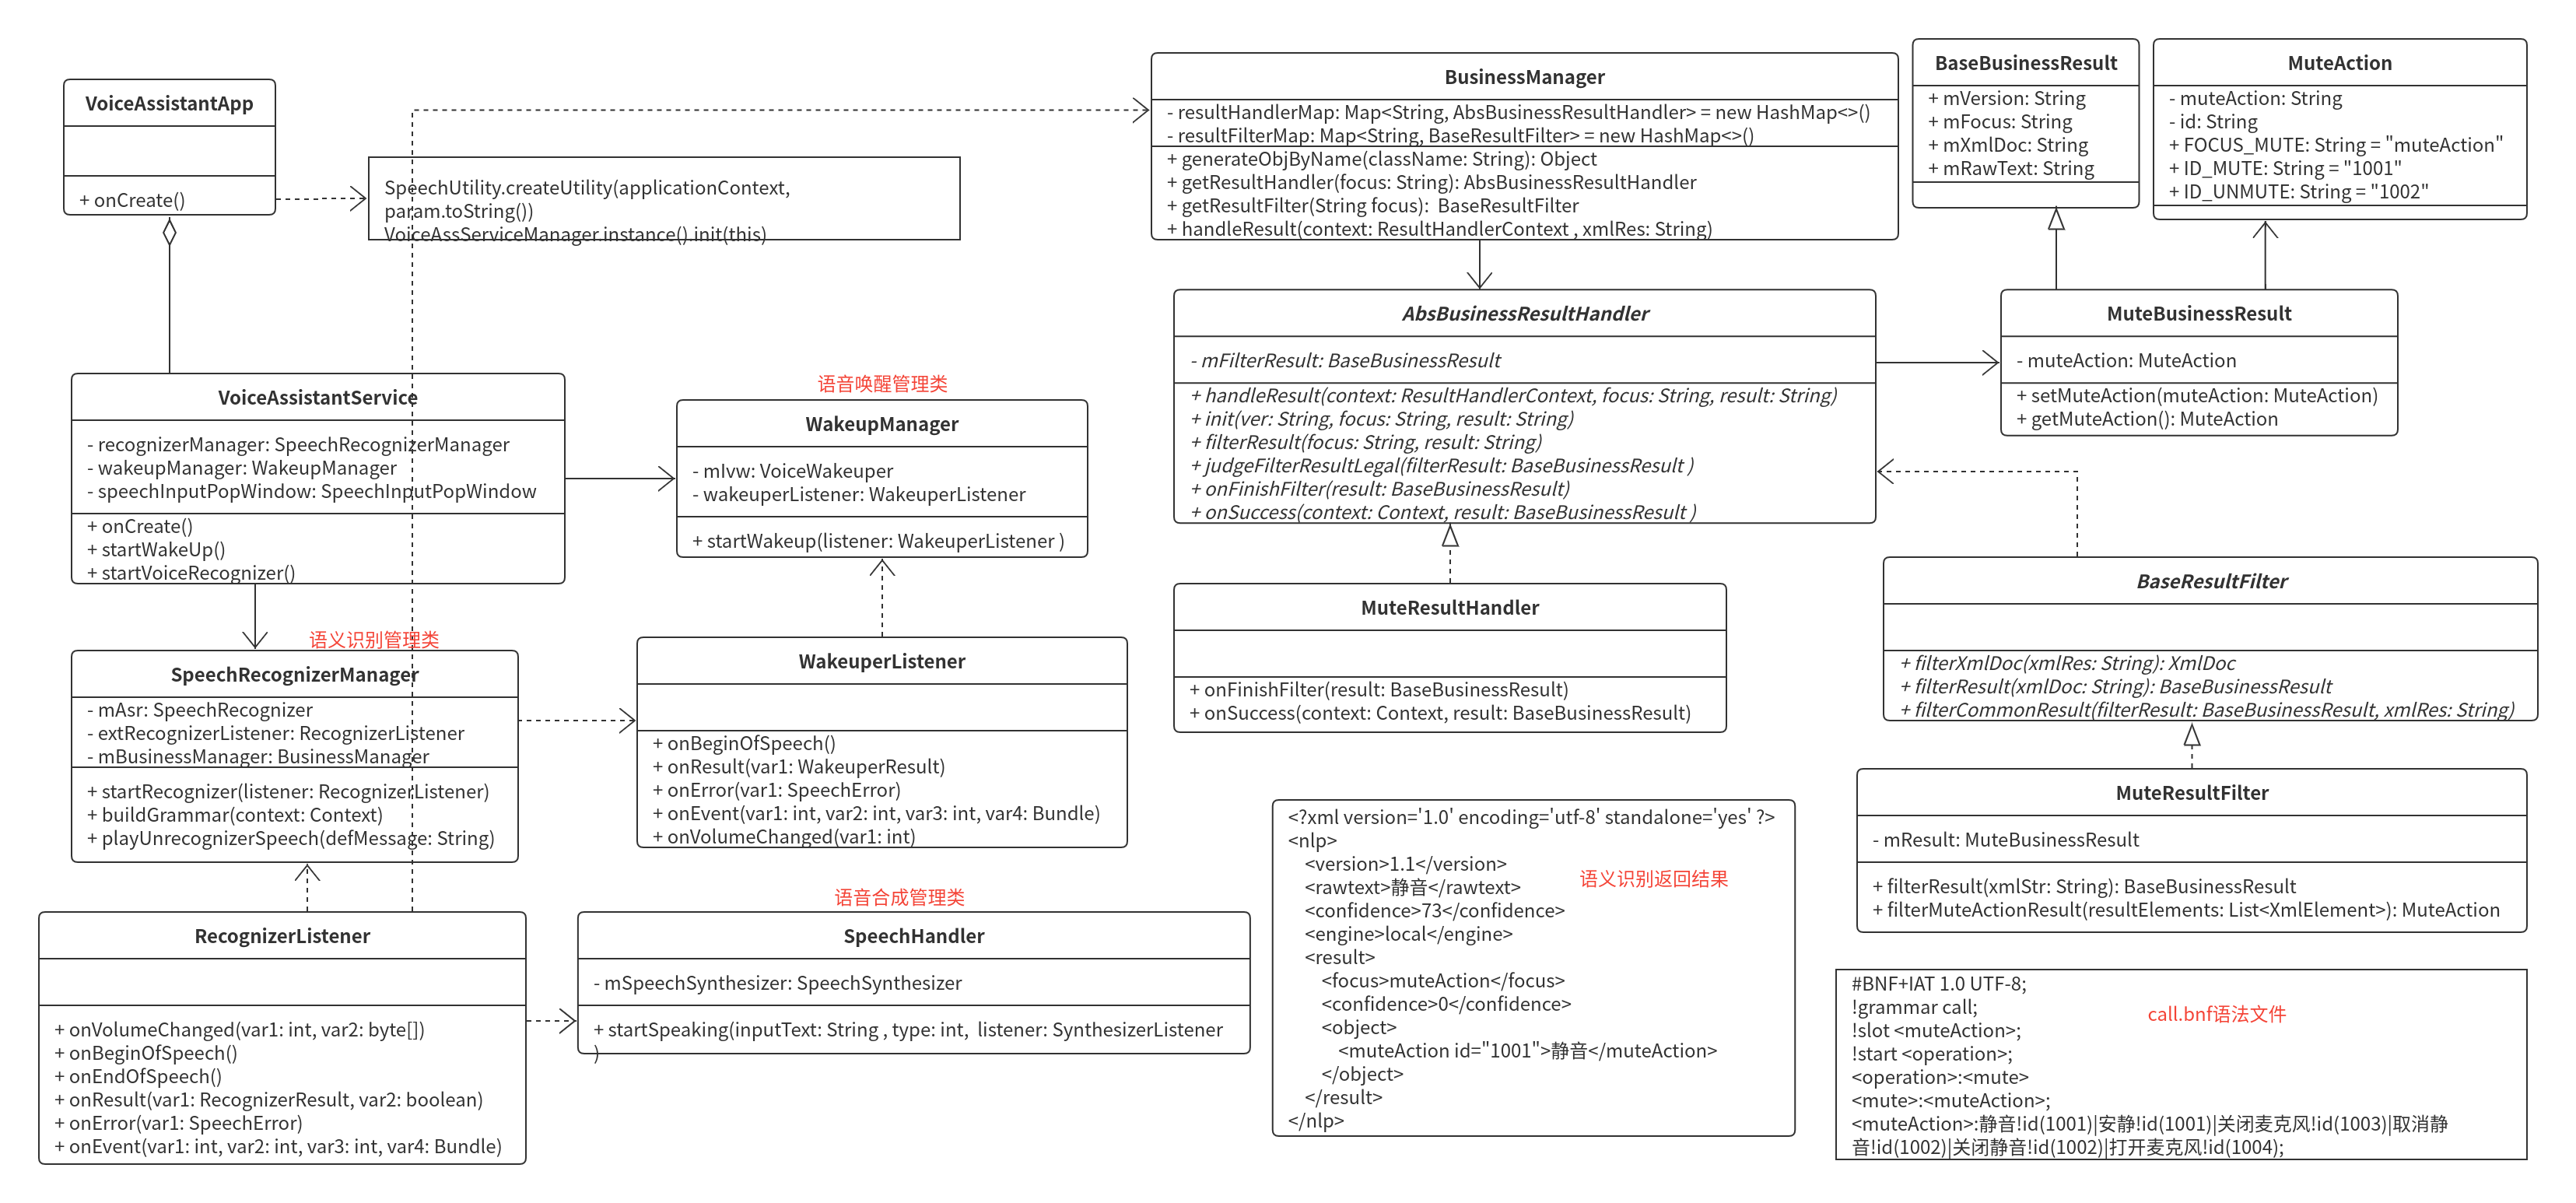 VoiceAssistantApp
+ onCreate()
SpeechUtility.createUtility(applicationContext,
param.toString())
VoiceAssServiceManager.instance().init(this)
BusinessManager
- resultHandlerMap: Map<String, AbsBusinessResultHandler> = new HashMap<>()
- resultFilterMap: Map<String, BaseResultFilter> = new HashMap<>()
+ generateObjByName(className: String): Object
+ getResultHandler(focus: String): AbsBusinessResultHandler
+ getResultFilter(String focus):  BaseResultFilter
+ handleResult(context: ResultHandlerContext , xmlRes: String)
BaseBusinessResult
+ mVersion: String
+ mFocus: String
+ mXmlDoc: String
+ mRawText: String
MuteAction
- muteAction: String
- id: String
+ FOCUS_MUTE: String = "muteAction"
+ ID_MUTE: String = "1001"
+ ID_UNMUTE: String = "1002"
VoiceAssistantService
- recognizerManager: SpeechRecognizerManager
- wakeupManager: WakeupManager
- speechInputPopWindow: SpeechInputPopWindow
+ onCreate()
+ startWakeUp()
+ startVoiceRecognizer()
语音唤醒管理类
WakeupManager
- mIvw: VoiceWakeuper
- wakeuperListener: WakeuperListener
+ startWakeup(listener: WakeuperListener )
AbsBusinessResultHandler
- mFilterResult: BaseBusinessResult
+ handleResult(context: ResultHandlerContext, focus: String, result: String)
+ init(ver: String, focus: String, result: String)
+ filterResult(focus: String, result: String)
+ judgeFilterResultLegal(filterResult: BaseBusinessResult )
+ onFinishFilter(result: BaseBusinessResult)
+ onSuccess(context: Context, result: BaseBusinessResult )
MuteBusinessResult
- muteAction: MuteAction
+ setMuteAction(muteAction: MuteAction)
+ getMuteAction(): MuteAction
语义识别管理类
SpeechRecognizerManager
- mAsr: SpeechRecognizer
- extRecognizerListener: RecognizerListener
- mBusinessManager: BusinessManager
+ startRecognizer(listener: RecognizerListener)
+ buildGrammar(context: Context)
+ playUnrecognizerSpeech(defMessage: String)
WakeuperListener
+ onBeginOfSpeech()
+ onResult(var1: WakeuperResult)
+ onError(var1: SpeechError)
+ onEvent(var1: int, var2: int, var3: int, var4: Bundle)
+ onVolumeChanged(var1: int)
MuteResultHandler
+ onFinishFilter(result: BaseBusinessResult)
+ onSuccess(context: Context, result: BaseBusinessResult)
BaseResultFilter
+ filterXmlDoc(xmlRes: String): XmlDoc
+ filterResult(xmlDoc: String): BaseBusinessResult
+ filterCommonResult(filterResult: BaseBusinessResult, xmlRes: String)
MuteResultFilter
- mResult: MuteBusinessResult
+ filterResult(xmlStr: String): BaseBusinessResult
+ filterMuteActionResult(resultElements: List<XmlElement>): MuteAction
RecognizerListener
+ onVolumeChanged(var1: int, var2: byte[])
+ onBeginOfSpeech()
+ onEndOfSpeech()
+ onResult(var1: RecognizerResult, var2: boolean)
+ onError(var1: SpeechError)
+ onEvent(var1: int, var2: int, var3: int, var4: Bundle)
语音合成管理类
SpeechHandler
- mSpeechSynthesizer: SpeechSynthesizer
+ startSpeaking(inputText: String , type: int,  listener: SynthesizerListener
)
<?xml version='1.0' encoding='utf-8' standalone='yes' ?>
<nlp>
<version>1.1</version>
<rawtext>静音</rawtext>
<confidence>73</confidence>
<engine>local</engine>
<result>
<focus>muteAction</focus>
<confidence>0</confidence>
<object>
<muteAction id="1001">静音</muteAction>
</object>
</result>
</nlp>
语义识别返回结果
#BNF+IAT 1.0 UTF-8;
!grammar call;
!slot <muteAction>;
!start <operation>;
<operation>:<mute>
<mute>:<muteAction>;
<muteAction>:静音!id(1001)|安静!id(1001)|关闭麦克风!id(1003)|取消静
音!id(1002)|关闭静音!id(1002)|打开麦克风!id(1004);
call.bnf语法文件